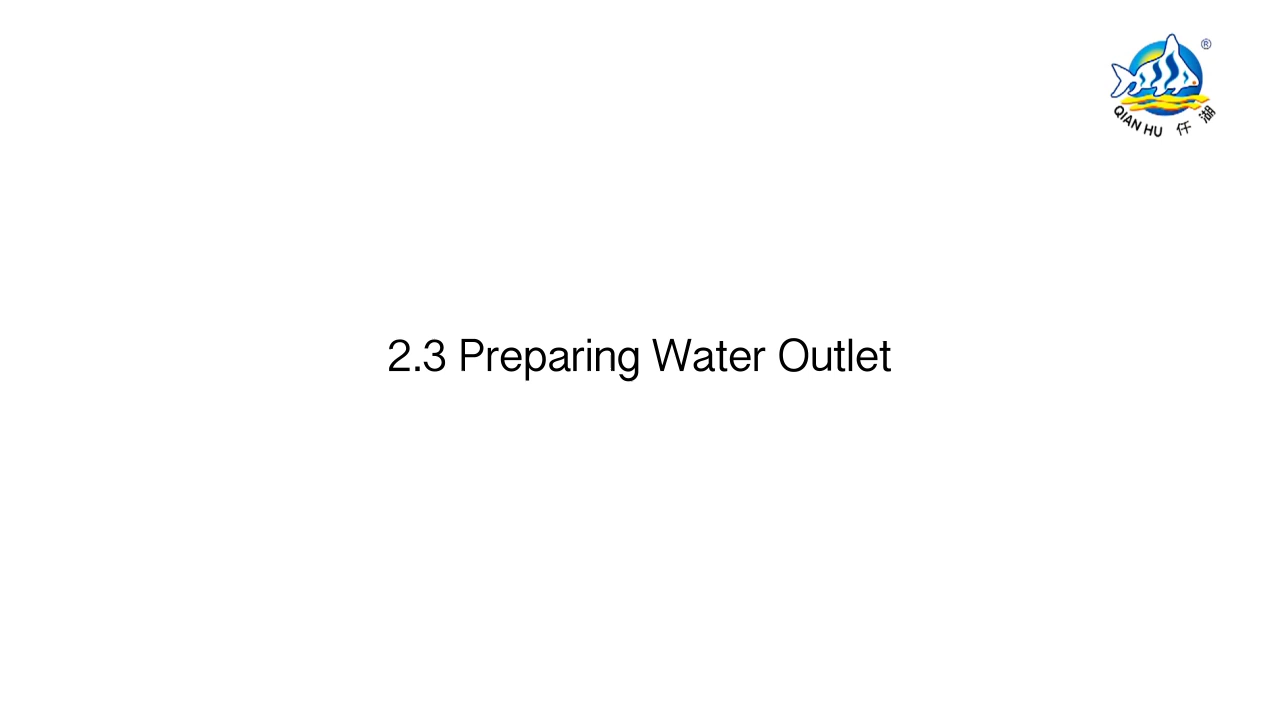 ®
QIAN HU 仟湖
2.3 Preparing Water Outlet